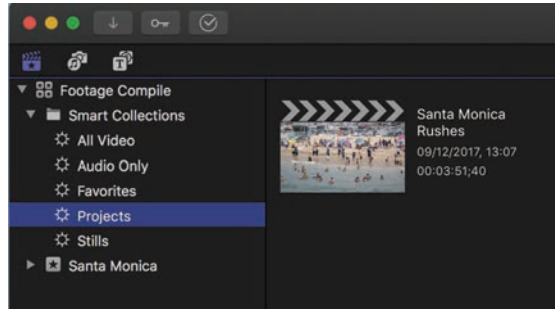 Footage Compile
Smart Collections
All Video
Audio Only
Favorites
Projects
Stills
Santa Monica
Santa Monica
Rushes
09/12/2017, 13:07
00:03:51;40